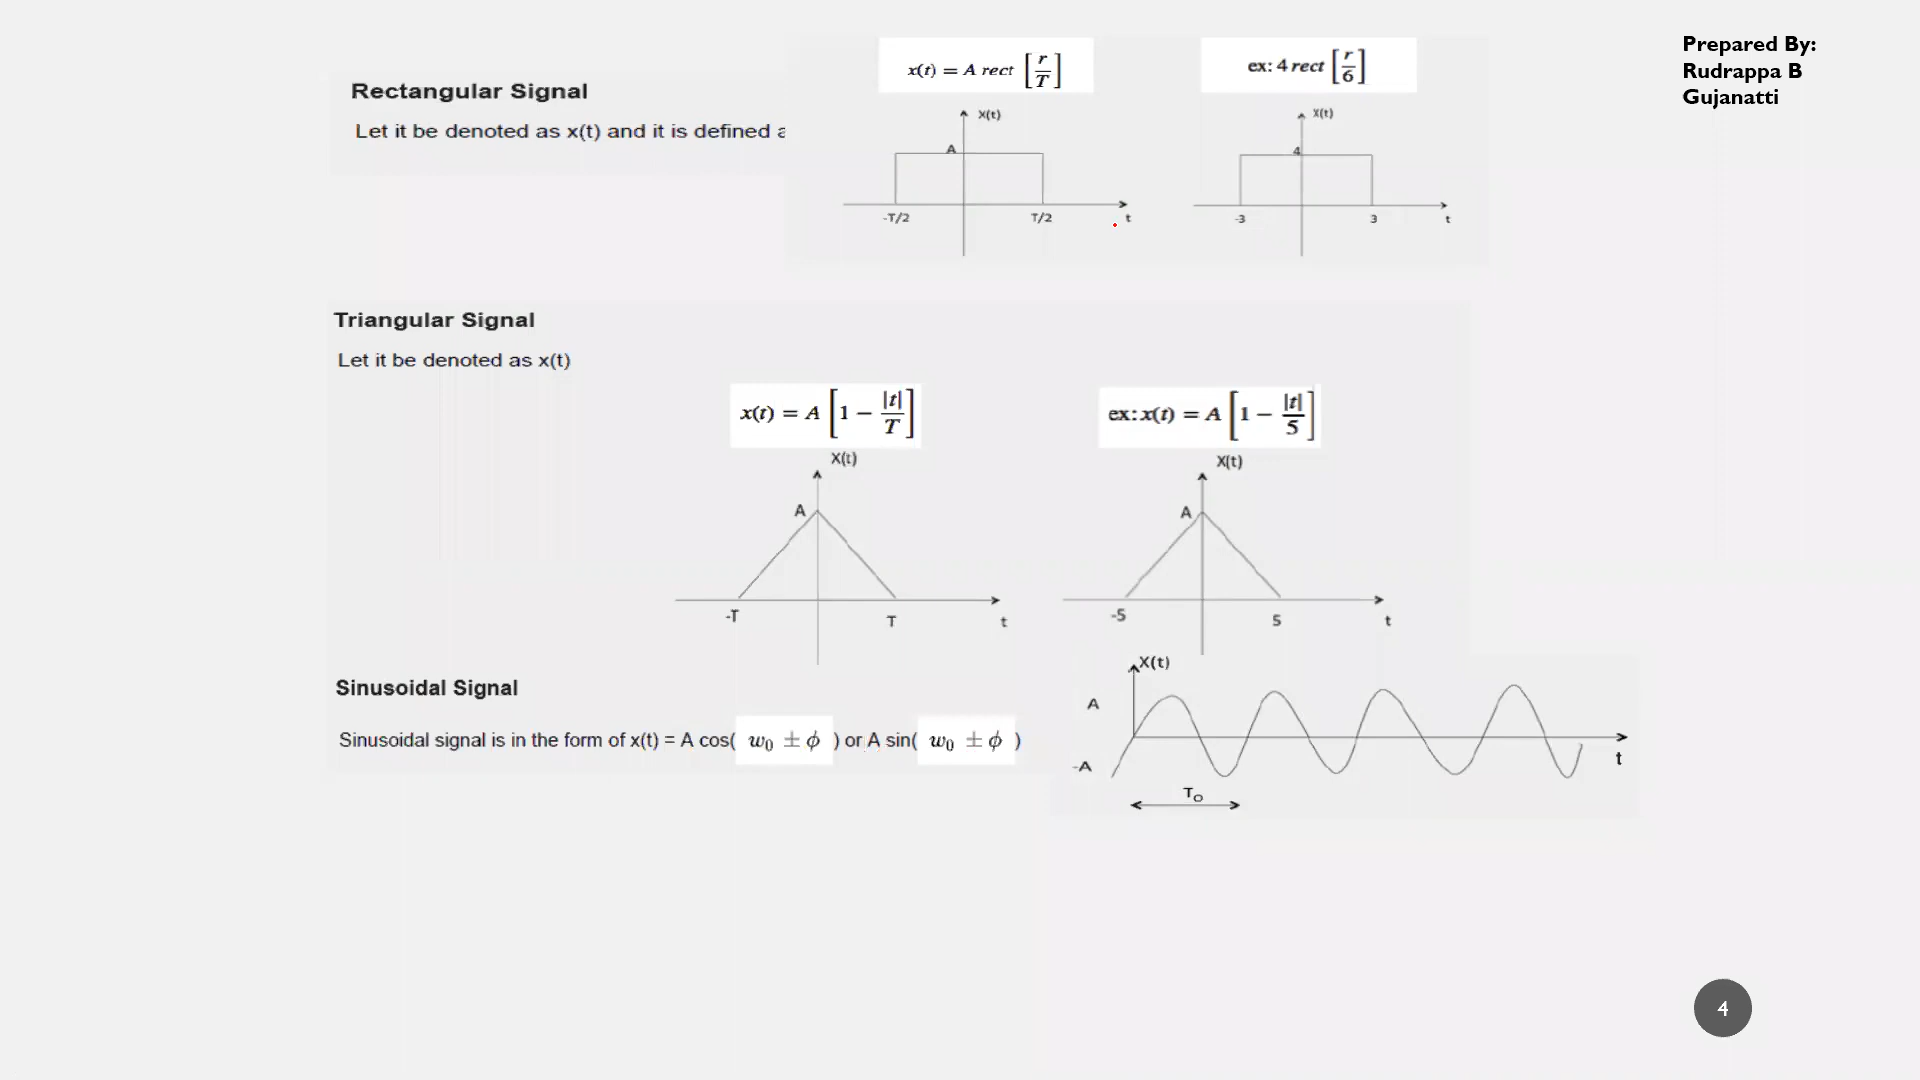 Prepared By:
Rudrappa B
Gujanatti
Rectangular Signal
Let it be denoted as x(t) and it is defined a
x(t) = A rect [r/T]
ex: 4 rect [r/6]
X(t)
A
-T/2 T/2 t
X(t)
4
-3 3 t
Triangular Signal
Let it be denoted as x(t)
x(t) = A [1 − |t|/T]
ex: x(t) = A [1 − |t|/5]
X(t)
A
-T T t
X(t)
A
-5 5 t
Sinusoidal Signal
Sinusoidal signal is in the form of x(t) = A cos( w₀ ± ϕ ) or A sin( w₀ ± ϕ )
X(t)
A
-A
t
T₀
4